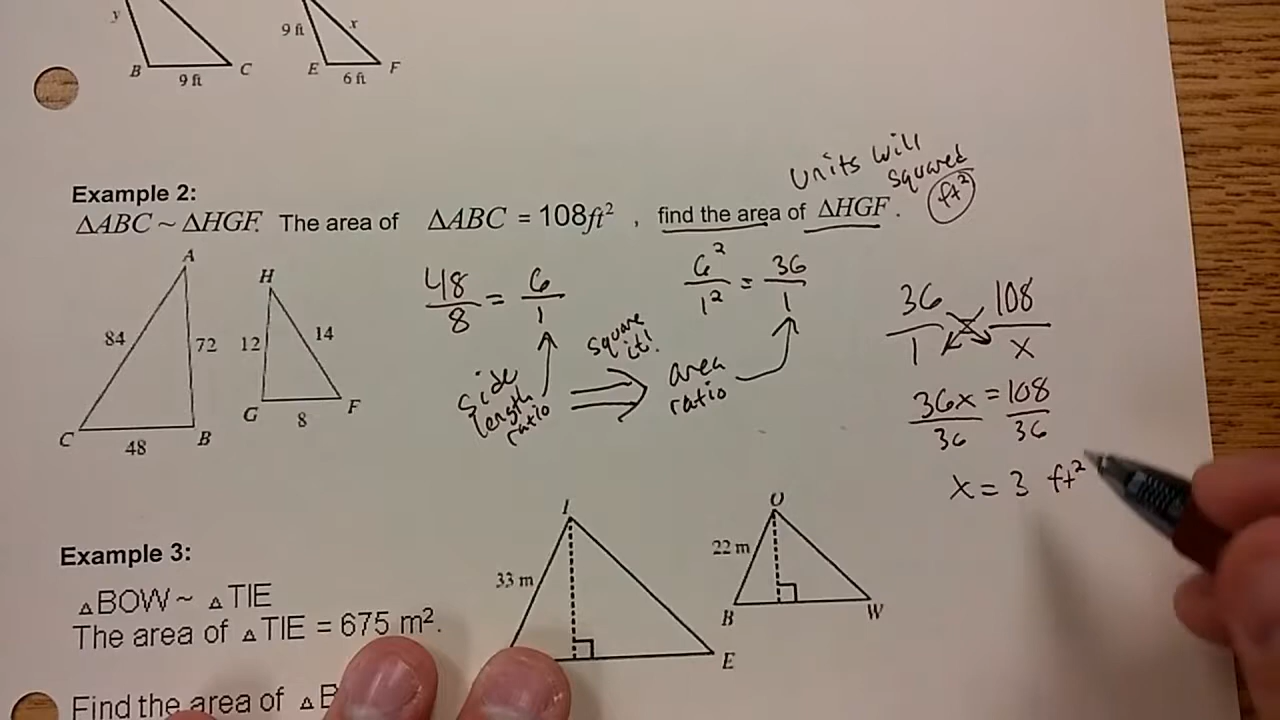 y
B
9 ft
C
9 ft
x
E
6 ft
F
Example 2:
△ABC ~ △HGF. The area of △ABC = 108ft² , find the area of △HGF .
units will
squared
ft²
A
84
72
C
48
B
H
12
14
G
8
F
48/8 = 6/1
side
length
ratio
square
it!
6²/1² = 36/1
area
ratio
36/1 108/x
36x = 108
36 36
x = 3 ft²
Example 3:
△BOW ~ △TIE
The area of △TIE = 675 m².
Find the area of △B
I
33 m
E
O
22 m
B
W